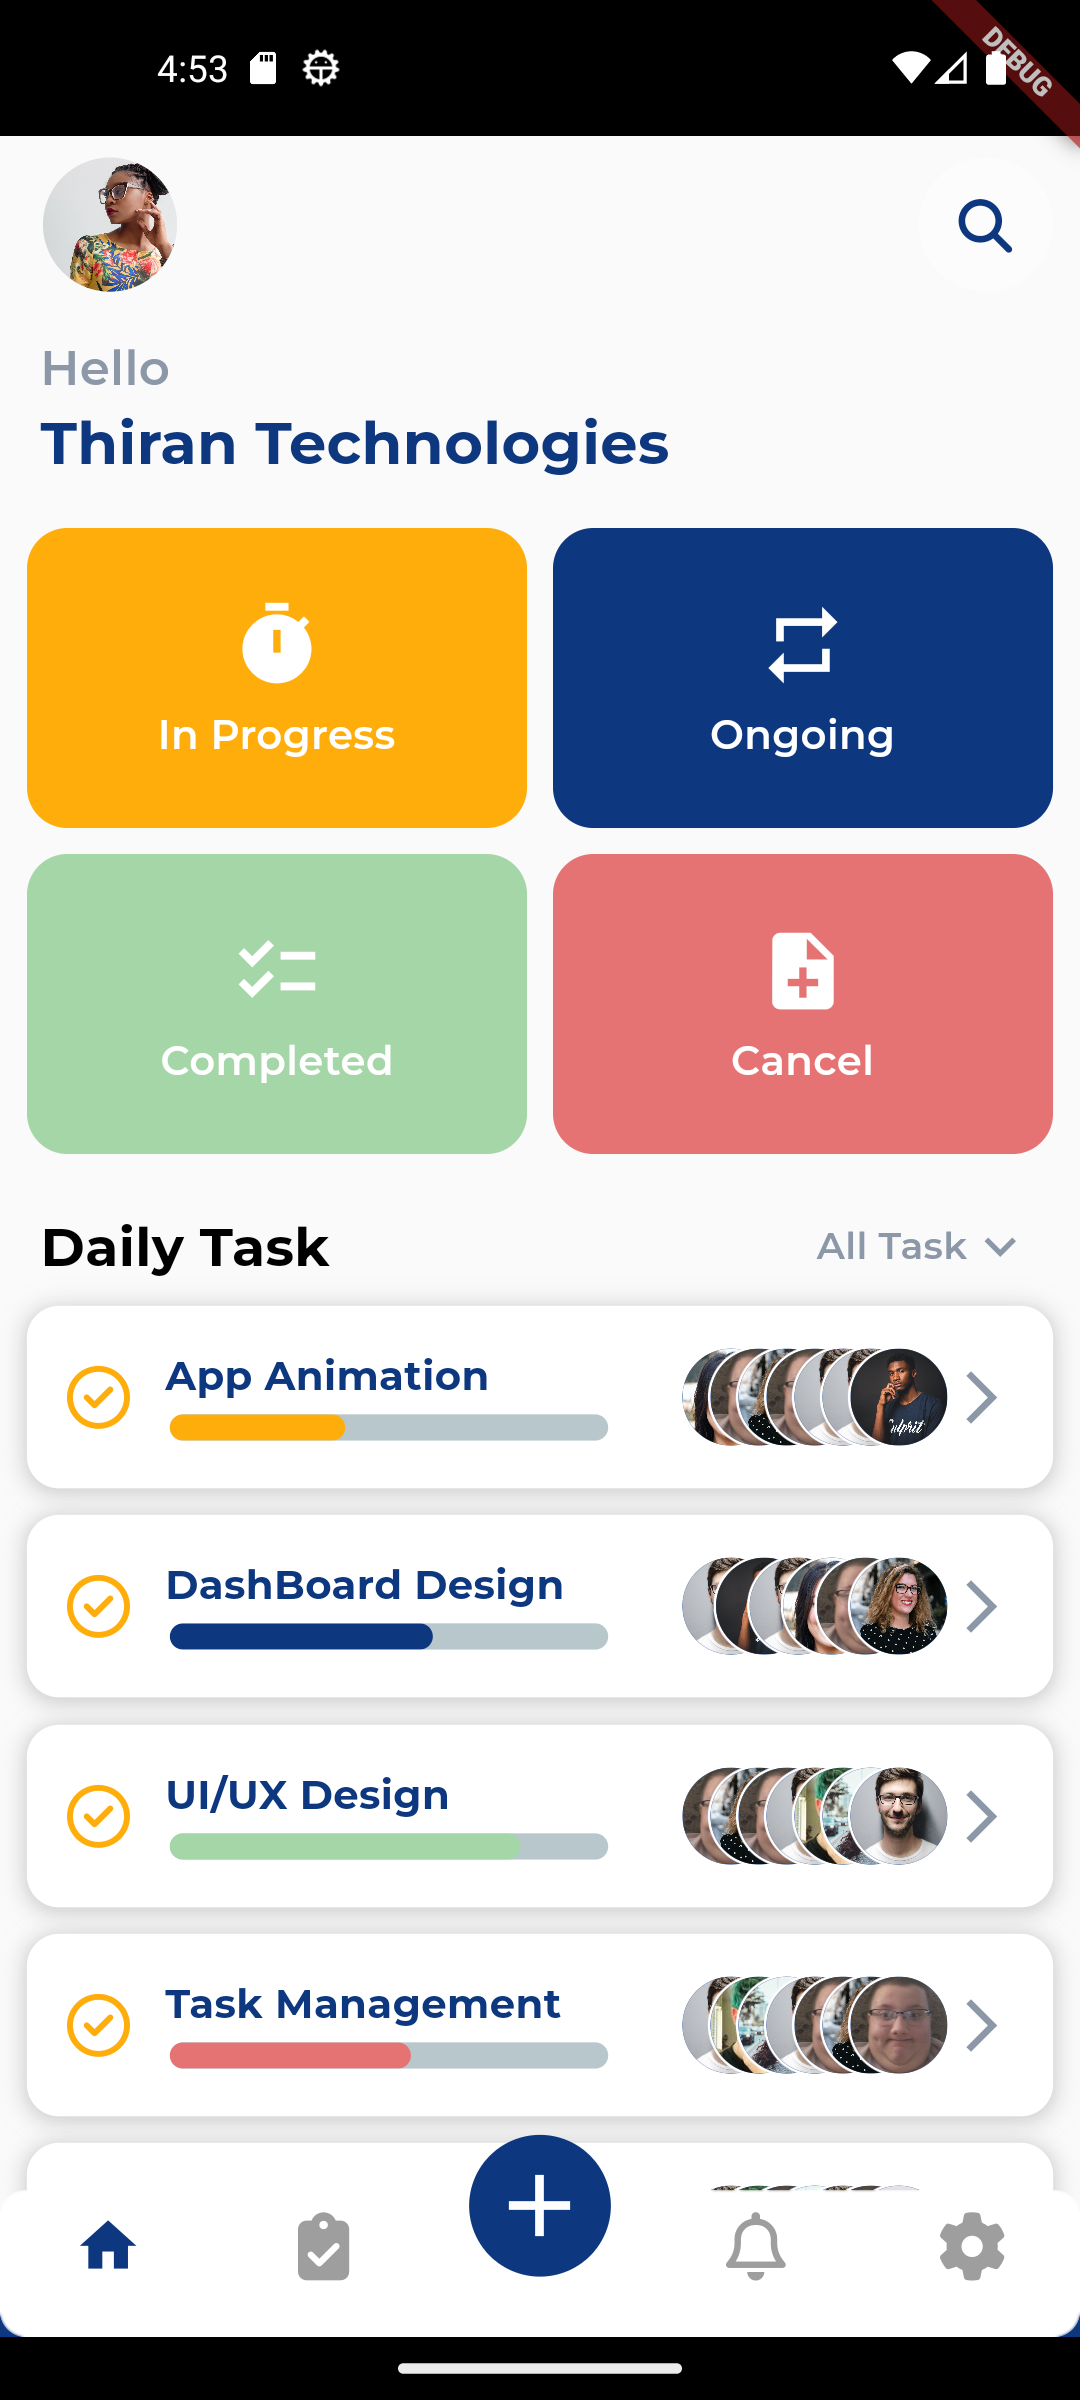 4:53
DEBUG
Hello
Thiran Technologies
In Progress
Ongoing
Completed
Cancel
Daily Task
All Task
App Animation
DashBoard Design
UI/UX Design
Task Management